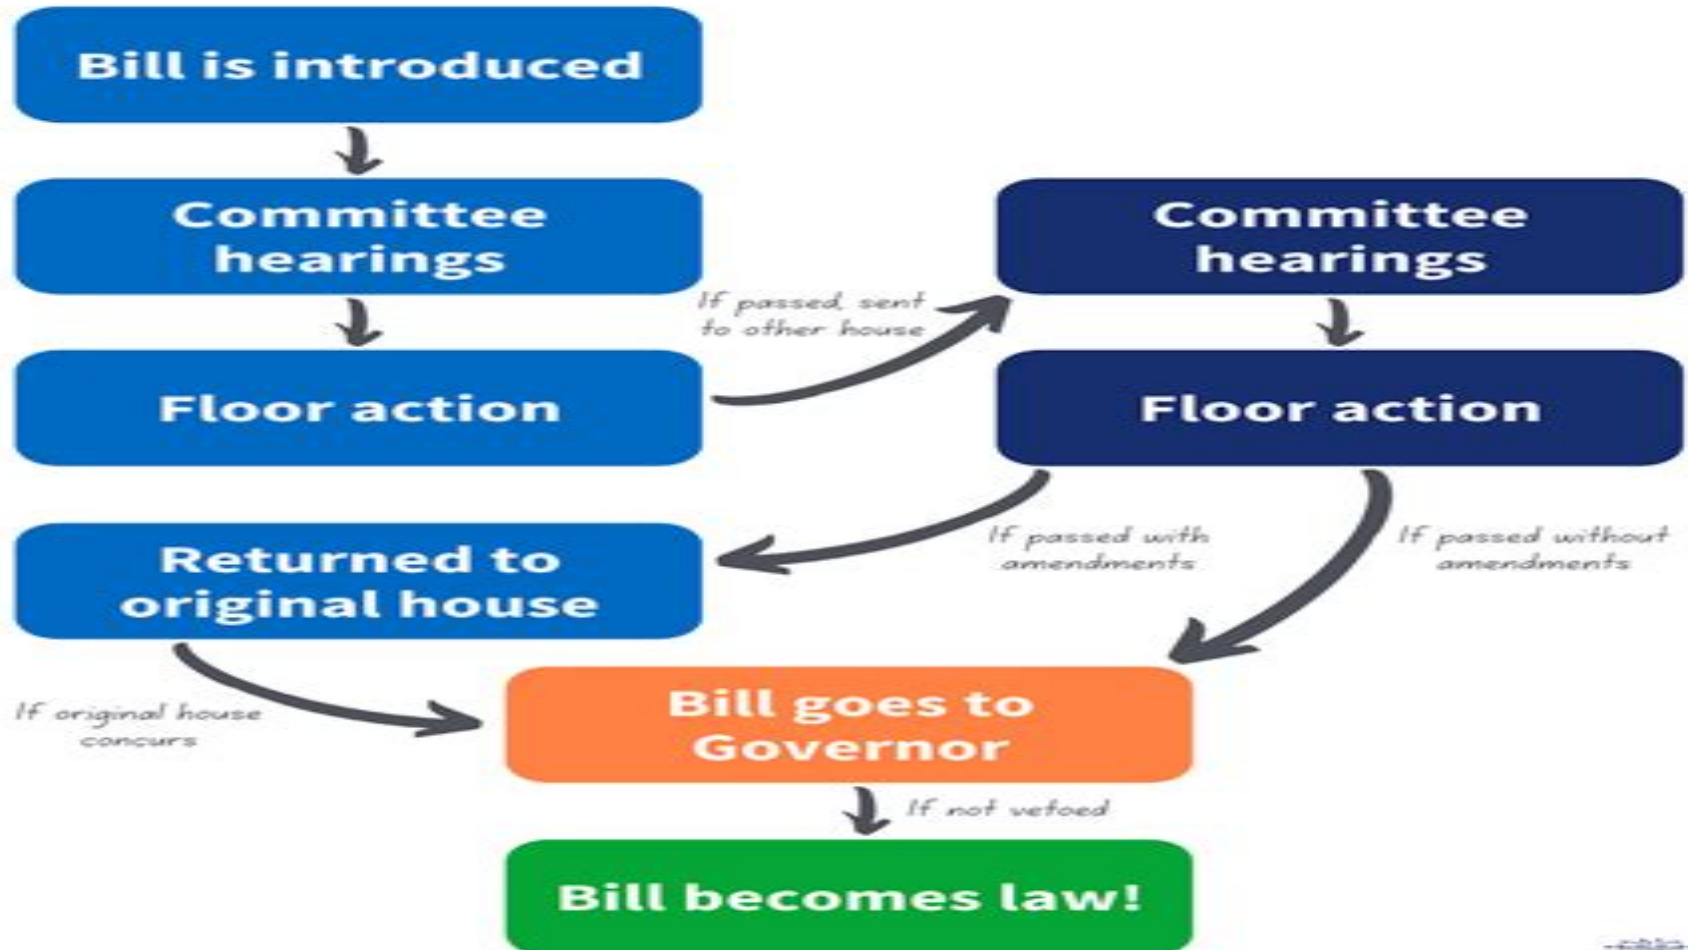 Bill is introduced
Committee
hearings
Floor action
If passed, sent
to other house
Committee
hearings
Floor action
If passed with
amendments
If passed without
amendments
Returned to
original house
If original house
concurs
Bill goes to
Governor
If not vetoed
Bill becomes law!